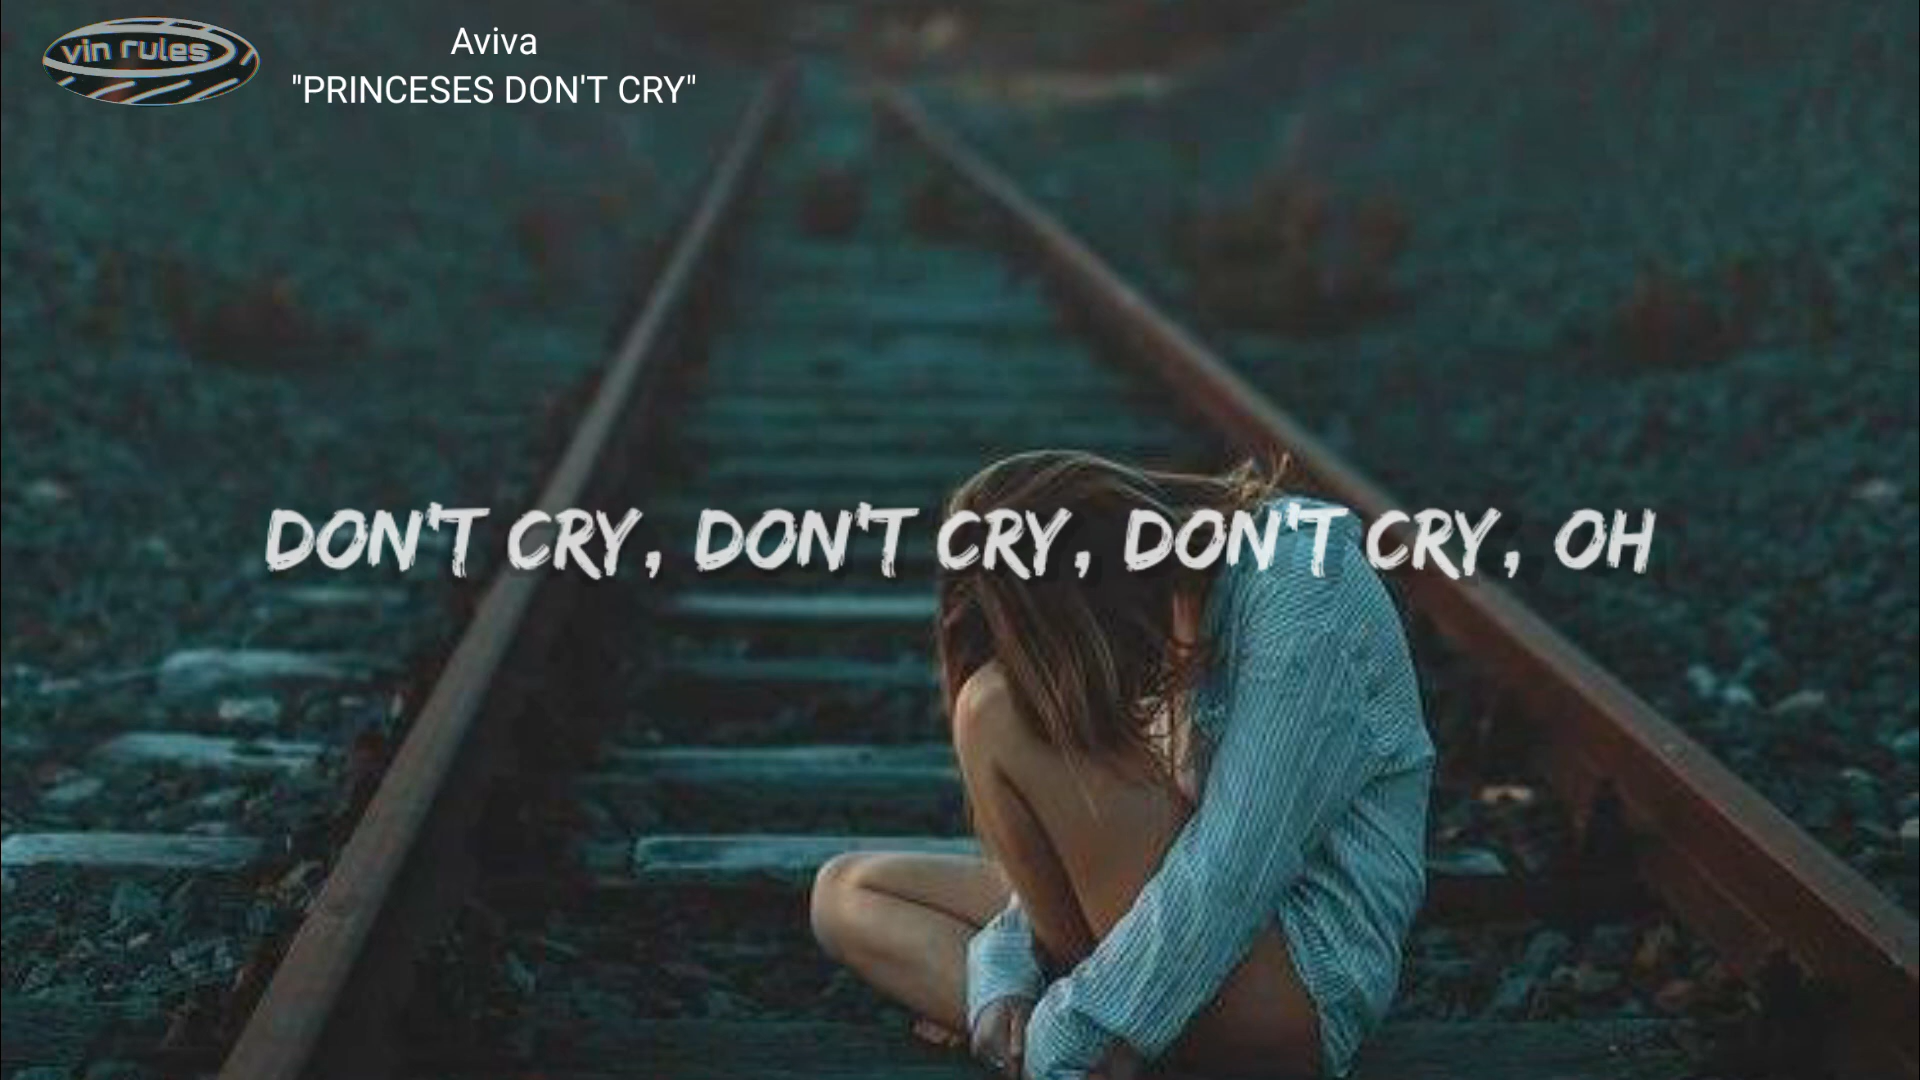 vin rules
Aviva
"PRINCESES DON'T CRY"
DON'T CRY, DON'T CRY, DON'T CRY, OH